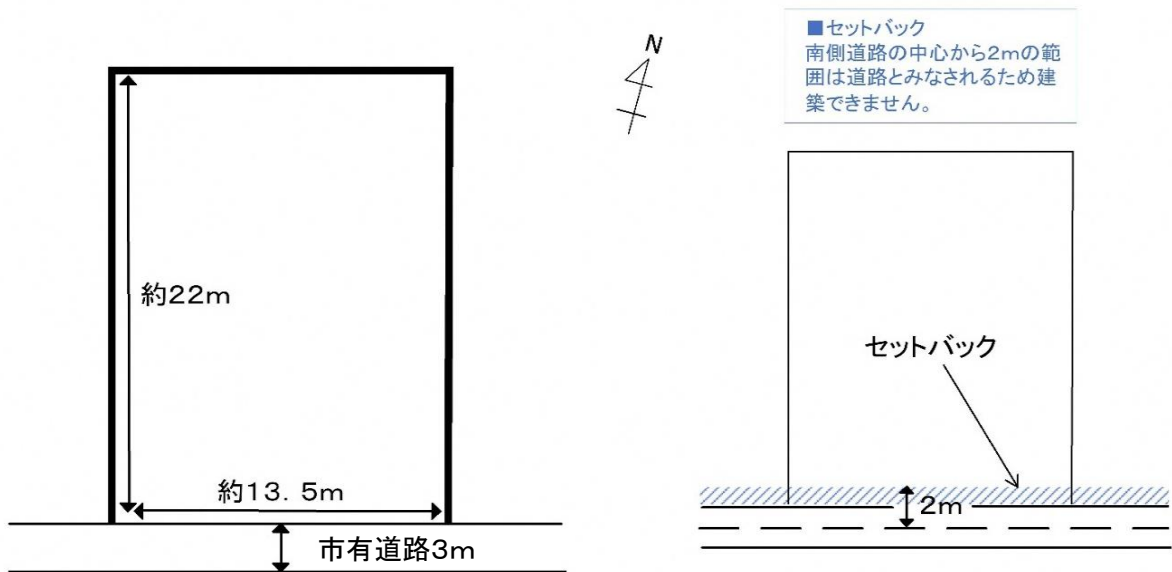 約22m
約13.5m
市有道路3m
N
■セットバック
南側道路の中心から2mの範
囲は道路とみなされるため建
築できません。
セットバック
2m